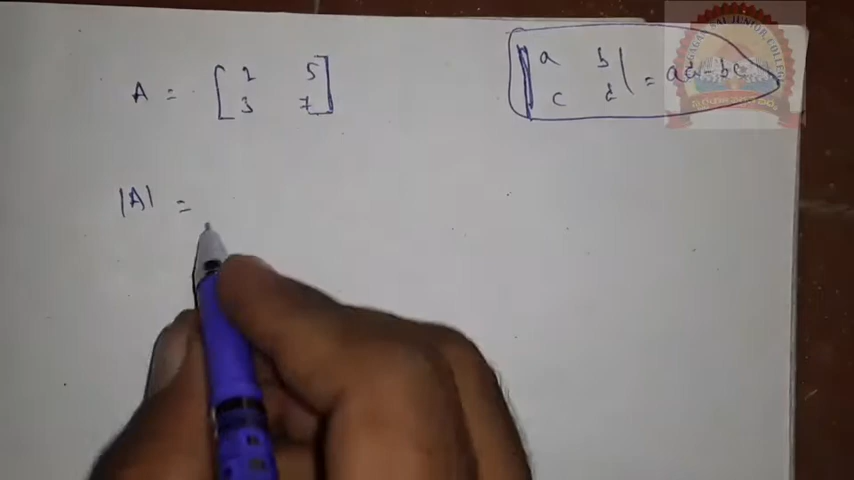 A = [ 2 5
3 7 ]
| a b
c d | = ad - bc
|A| =